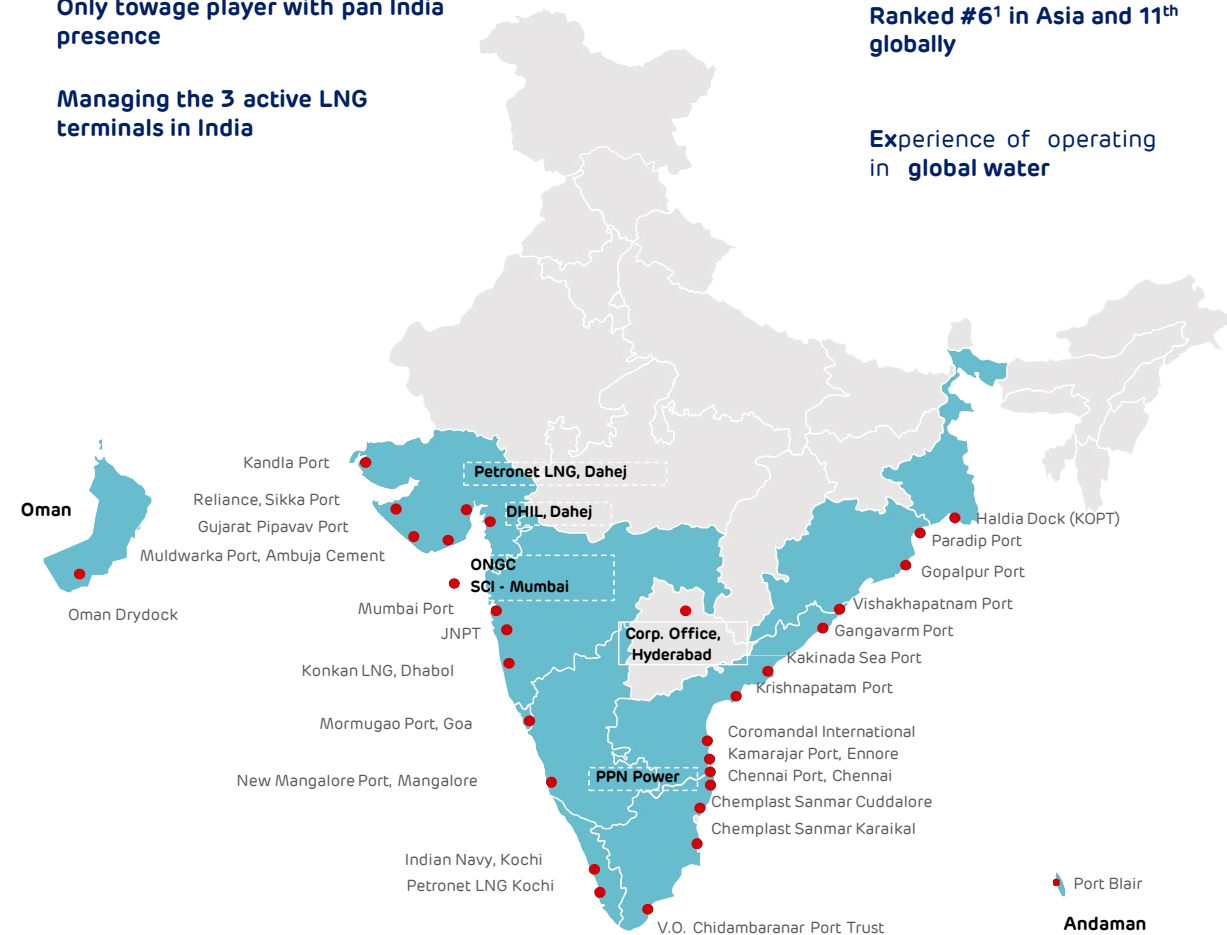 Only towage player with pan India
presence
Managing the 3 active LNG
terminals in India
Ranked #6¹ in Asia and 11ᵗʰ
globally
Experience of operating
in global water
Kandla Port
Petronet LNG, Dahej
Reliance, Sikka Port
DHIL, Dahej
Oman
Gujarat Pipavav Port
Muldwarka Port, Ambuja Cement
ONGC
SCI - Mumbai
Oman Drydock
Mumbai Port
JNPT
Konkan LNG, Dhabol
Mormugao Port, Goa
New Mangalore Port, Mangalore
Indian Navy, Kochi
Petronet LNG Kochi
Corp. Office,
Hyderabad
PPN Power
Haldia Dock (KOPT)
Paradip Port
Gopalpur Port
Vishakhapatnam Port
Gangavarm Port
Kakinada Sea Port
Krishnapatam Port
Coromandal International
Kamarajar Port, Ennore
Chennai Port, Chennai
Chemplast Sanmar Cuddalore
Chemplast Sanmar Karaikal
V.O. Chidambaranar Port Trust
Port Blair
Andaman